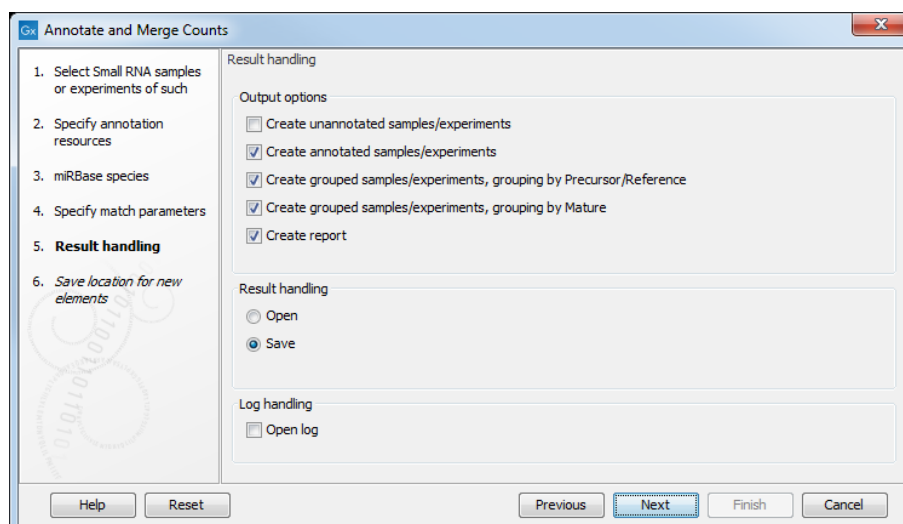 Gx Annotate and Merge Counts
1. Select Small RNA samples
or experiments of such
2. Specify annotation
resources
3. miRBase species
4. Specify match parameters
5. Result handling
6. Save location for new
elements
Result handling
Output options
Create unannotated samples/experiments
Create annotated samples/experiments
Create grouped samples/experiments, grouping by Precursor/Reference
Create grouped samples/experiments, grouping by Mature
Create report
Result handling
Open
Save
Log handling
Open log
Help Reset Previous Next Finish Cancel